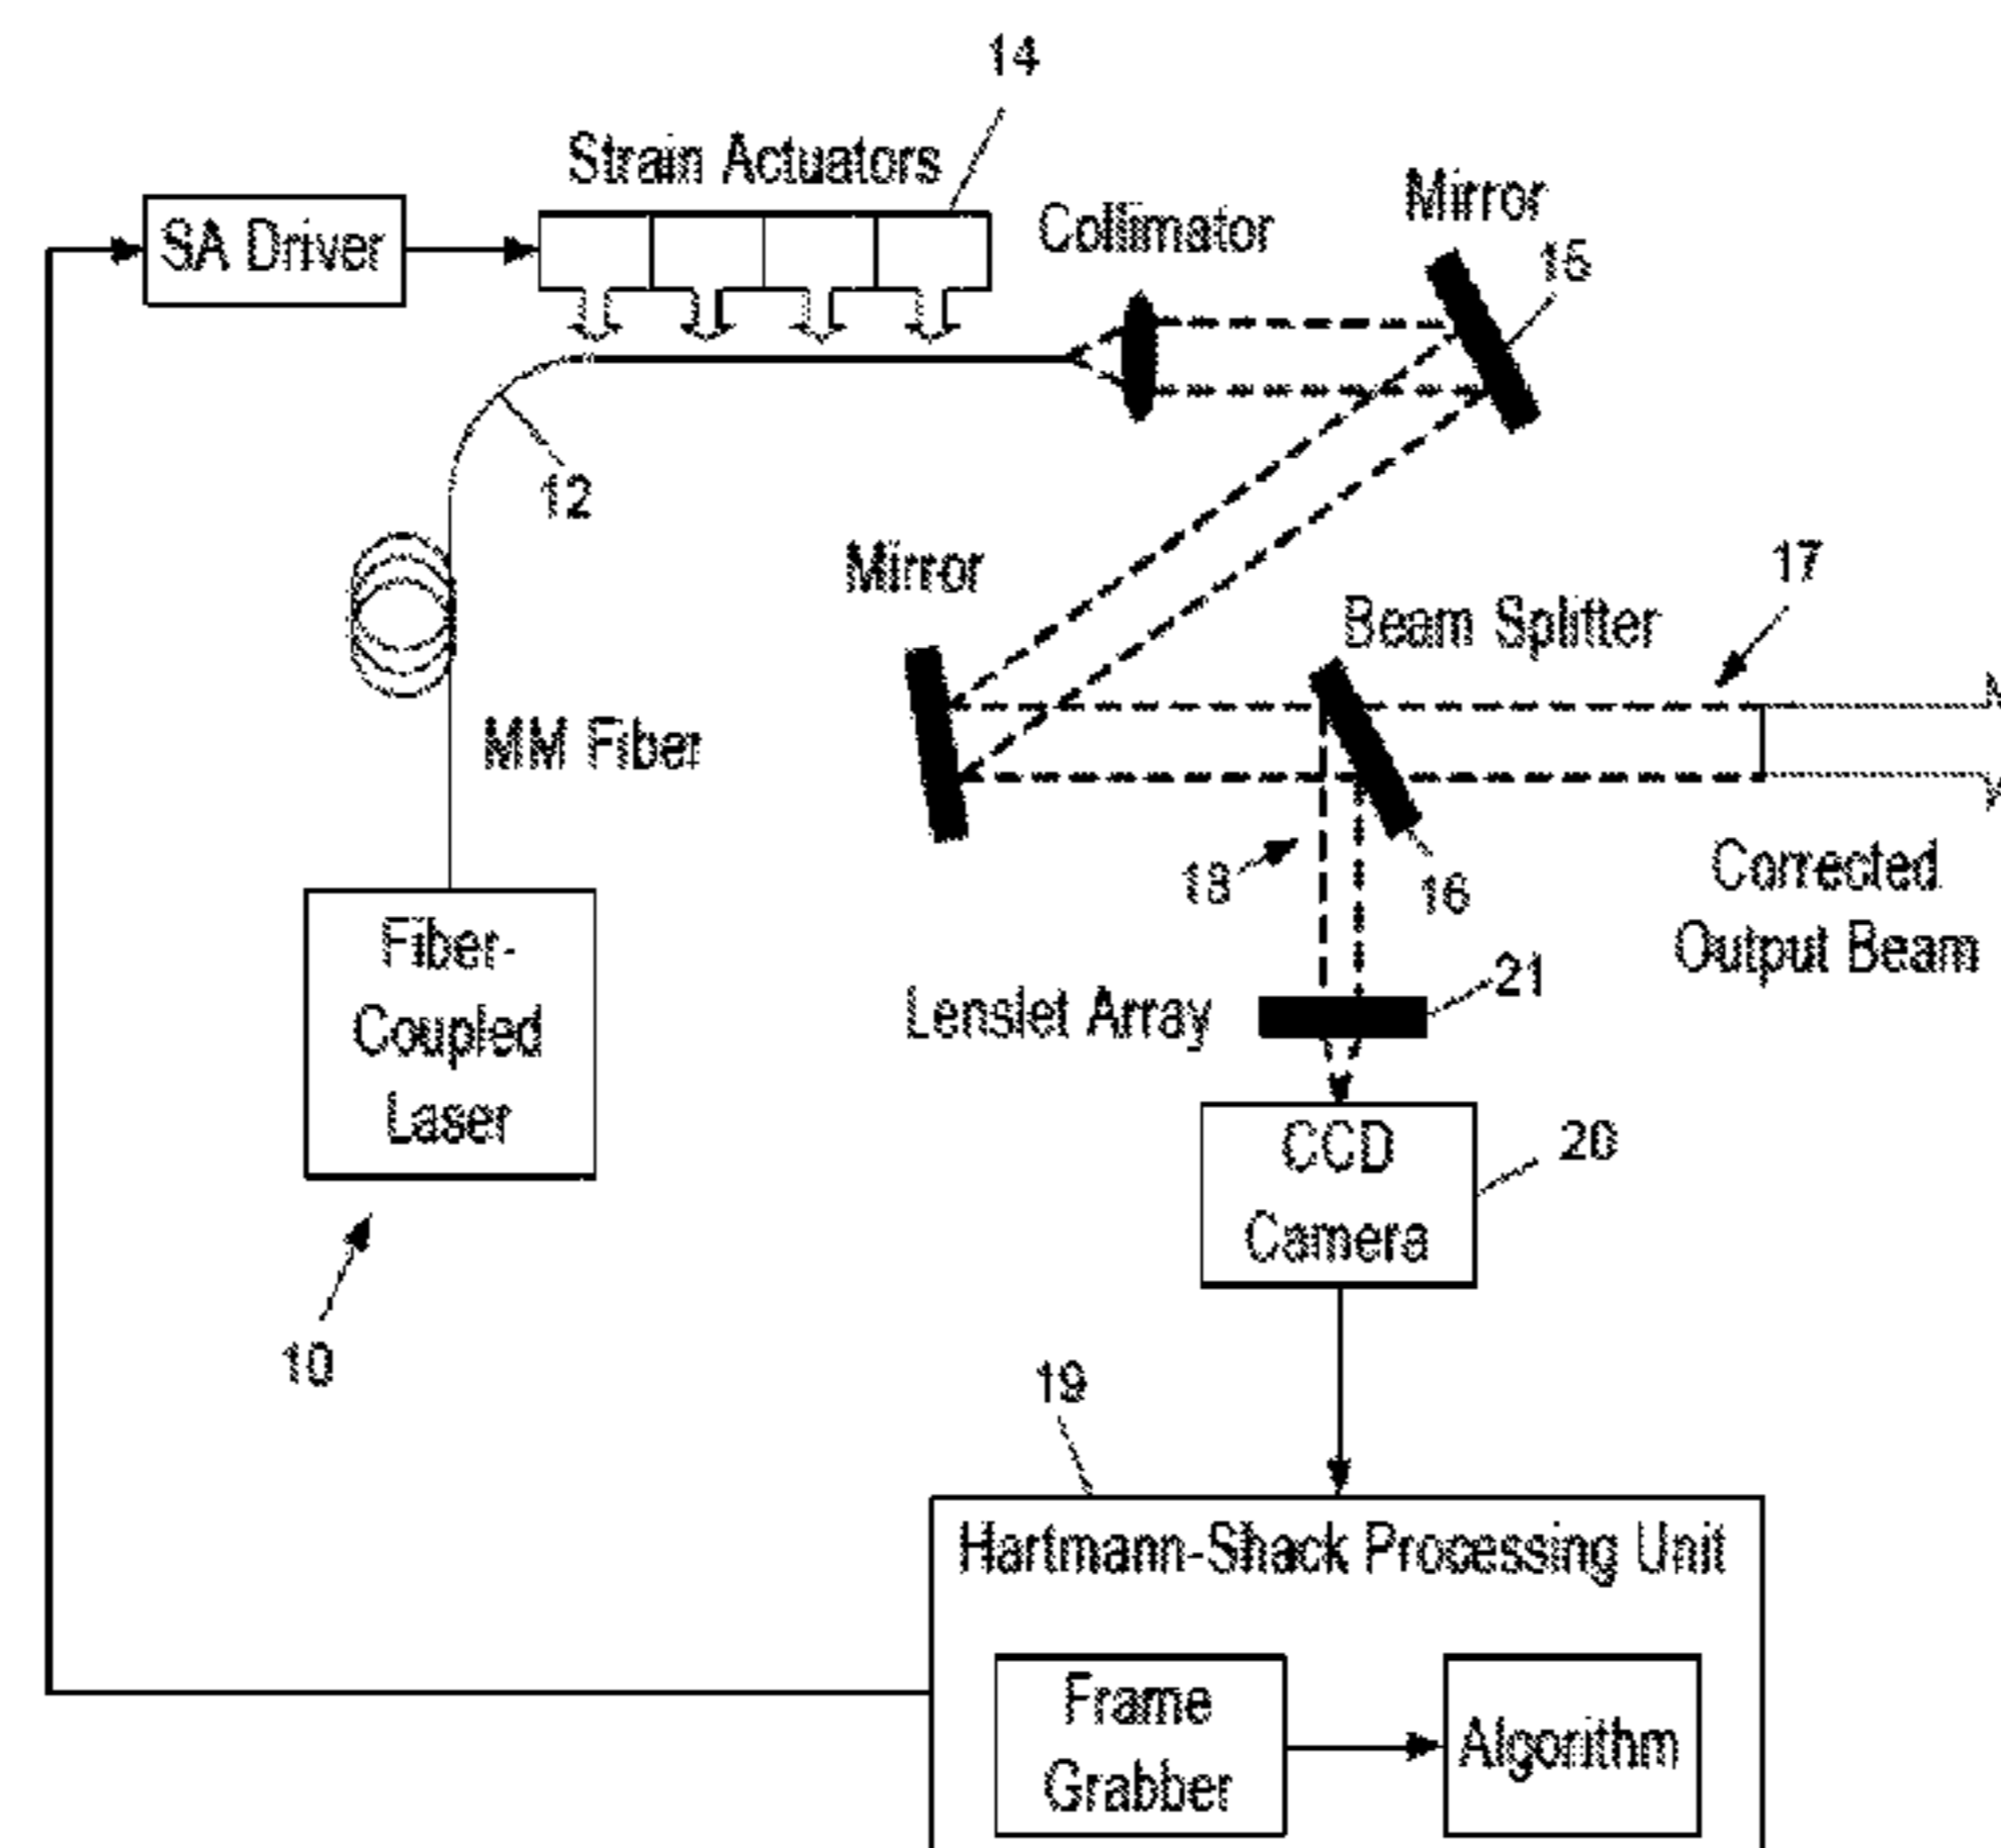 14
Strain Actuators
SA Driver
Collimator
Mirror
15
12
Mirror
MM Fiber
17
Beam Splitter
18
16
Corrected
Output Beam
Fiber-
Coupled
Laser
Lenslet Array
21
CCD
Camera
20
10
19
Hartmann-Shack Processing Unit
Frame
Grabber
Algorithm